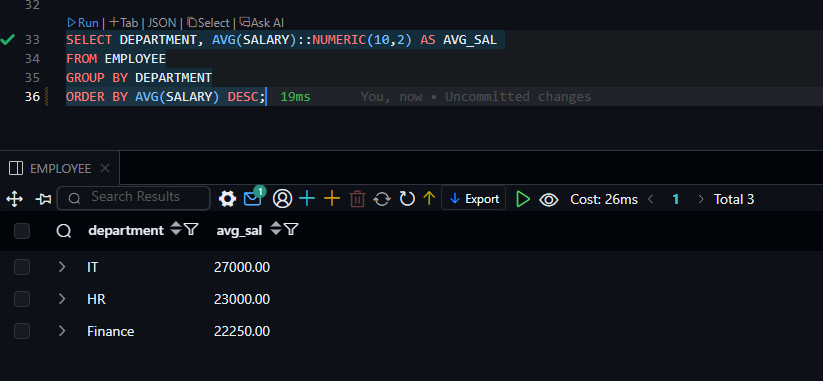 32
Run | +Tab | JSON | Select | Ask AI
33 SELECT DEPARTMENT, AVG(SALARY)::NUMERIC(10,2) AS AVG_SAL
34 FROM EMPLOYEE
35 GROUP BY DEPARTMENT
36 ORDER BY AVG(SALARY) DESC; 19ms You, now • Uncommitted changes
EMPLOYEE
Search Results 1 Export Cost: 26ms < 1 > Total 3
department avg_sal
IT 27000.00
HR 23000.00
Finance 22250.00